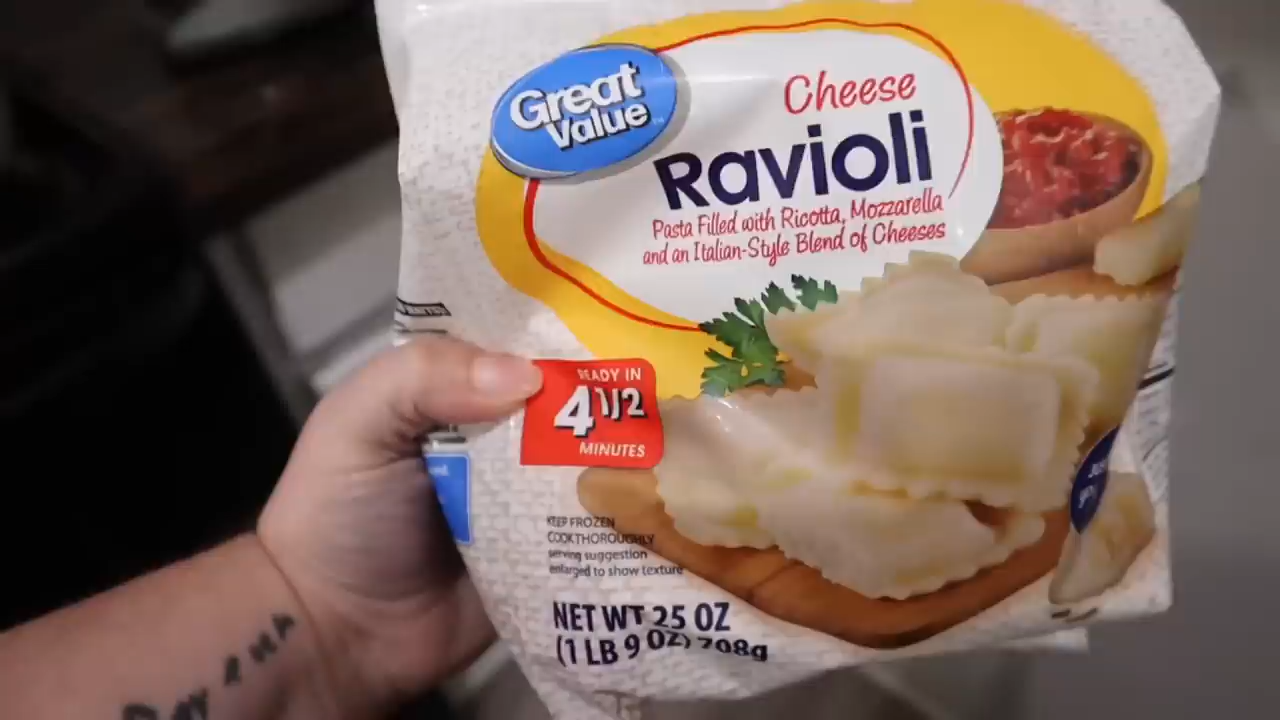 Great
Value
Cheese
Ravioli
Pasta Filled with Ricotta, Mozzarella
and an Italian-Style Blend of Cheeses
READY IN
4 1/2
MINUTES
KEEP FROZEN
COOK THOROUGHLY
serving suggestion
enlarged to show texture
NET WT 25 OZ
(1 LB 9 OZ) 708g